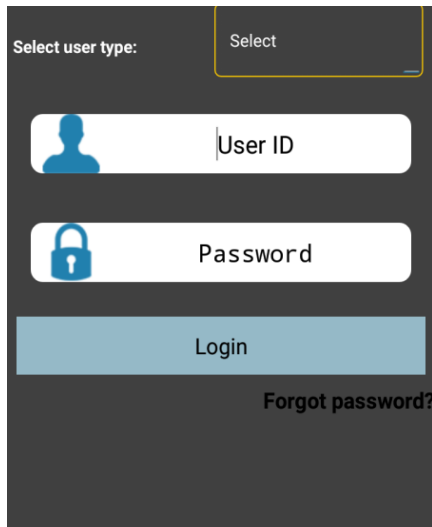 Select user type:
Select
User ID
Password
Login
Forgot password?